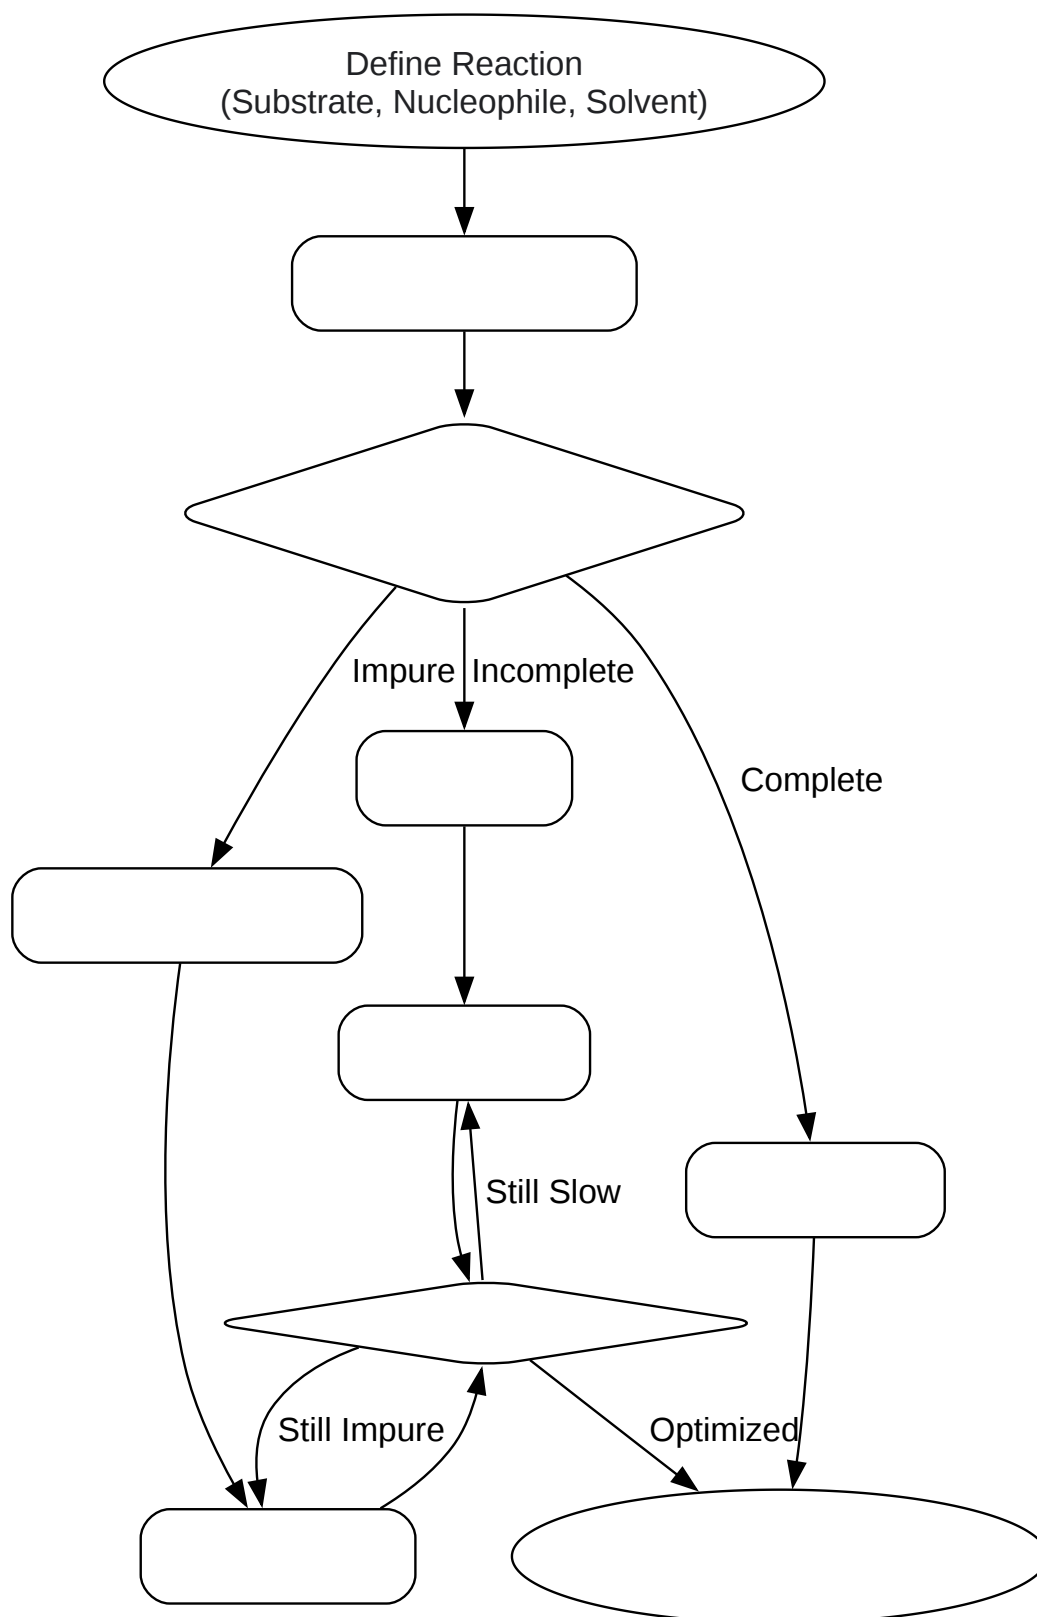 Define Reaction
(Substrate, Nucleophile, Solvent)
Impure
Incomplete
Complete
Still Slow
Still Impure
Optimized